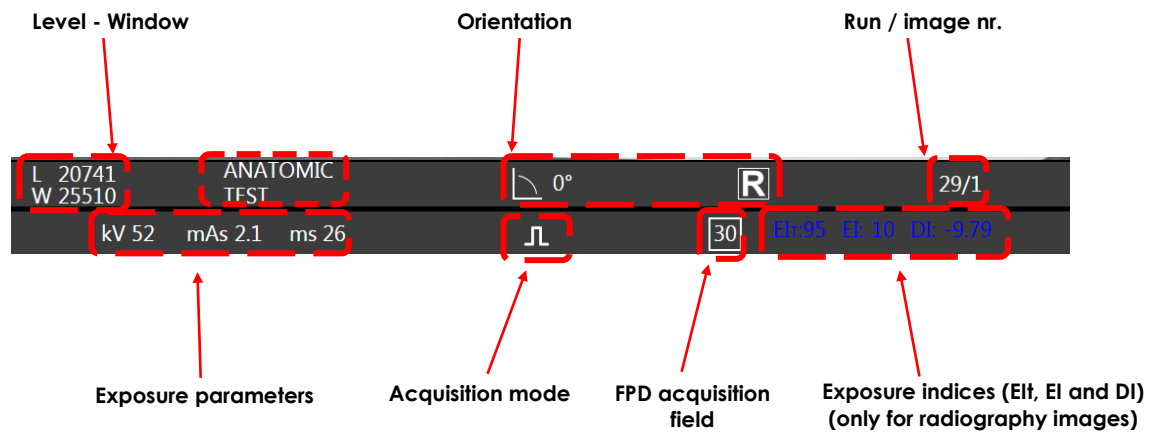 Level - Window
Orientation
Run / image nr.
L 20741
W 25510
ANATOMIC
TEST
0°
R
29/1
kV 52 mAs 2.1 ms 26
30
EIT:95 EI: 10 DI: -9.79
Exposure parameters
Acquisition mode
FPD acquisition
field
Exposure indices (EIt, EI and DI)
(only for radiography images)